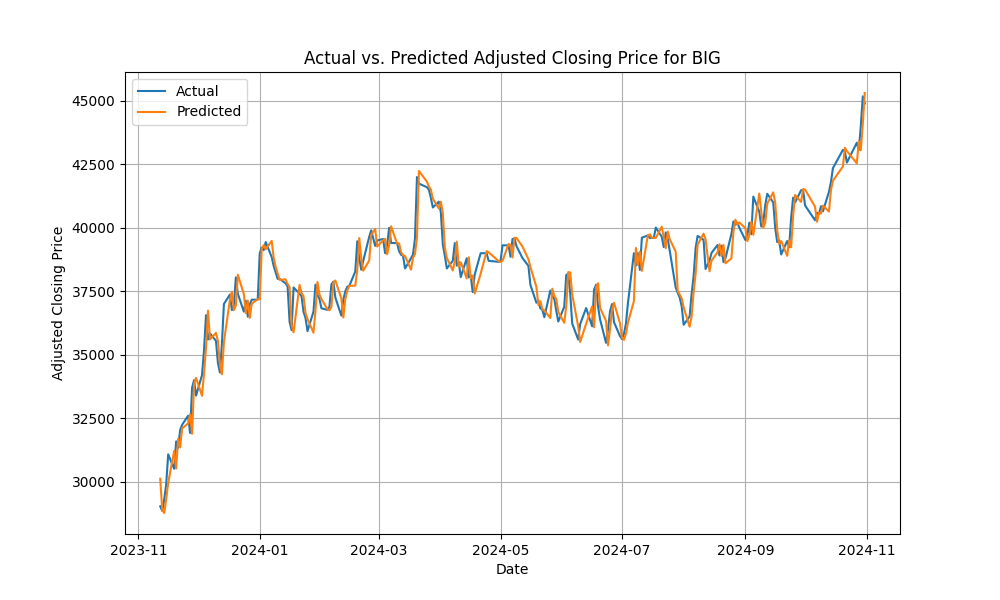 Actual vs. Predicted Adjusted Closing Price for BIG
Actual
Predicted
45000
42500
40000
37500
35000
32500
30000
Adjusted Closing Price
2023-11 2024-01 2024-03 2024-05 2024-07 2024-09 2024-11
Date